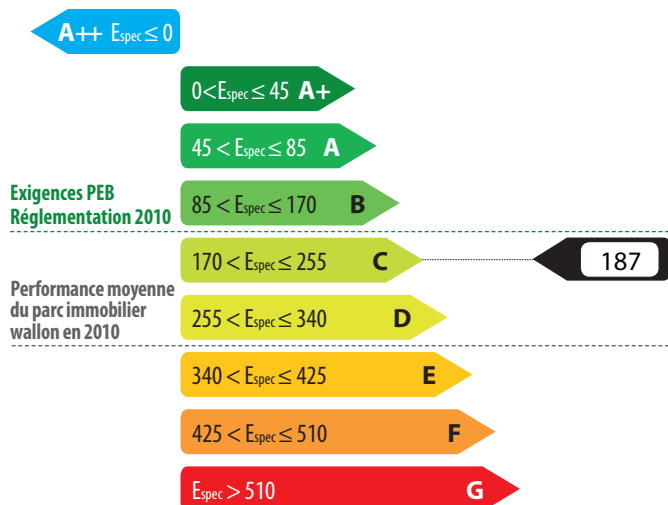 A++ Espec ≤ 0
0<Espec ≤ 45 A+
45 < Espec ≤ 85 A
Exigences PEB
Réglementation 2010
85 < Espec ≤ 170 B
170 < Espec ≤ 255 C
187
Performance moyenne
du parc immobilier
wallon en 2010
255 < Espec ≤ 340 D
340 < Espec ≤ 425 E
425 < Espec ≤ 510 F
Espec > 510 G